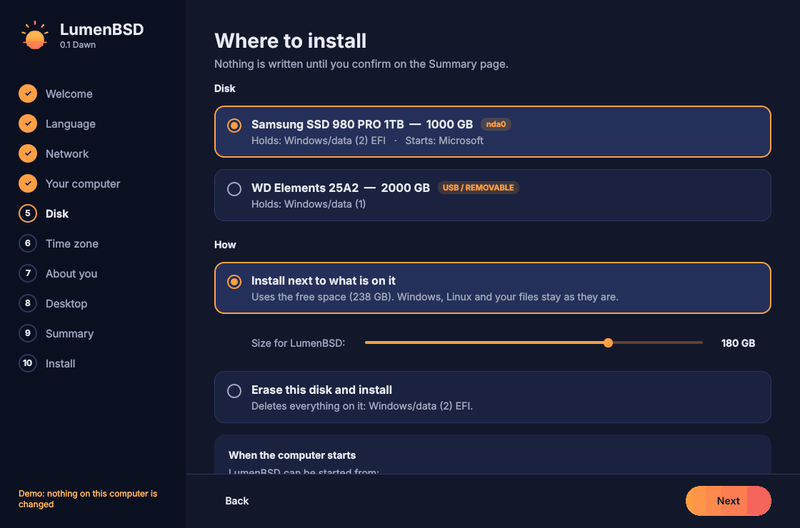 LumenBSD
0.1 Dawn
Welcome
Language
Network
Your computer
5 Disk
6 Time zone
7 About you
8 Desktop
9 Summary
10 Install
Demo: nothing on this computer is
changed
Where to install
Nothing is written until you confirm on the Summary page.
Disk
Samsung SSD 980 PRO 1TB — 1000 GB nda0
Holds: Windows/data (2) EFI · Starts: Microsoft
WD Elements 25A2 — 2000 GB USB / REMOVABLE
Holds: Windows/data (1)
How
Install next to what is on it
Uses the free space (238 GB). Windows, Linux and your files stay as they are.
Size for LumenBSD: 180 GB
Erase this disk and install
Deletes everything on it: Windows/data (2) EFI.
When the computer starts
LumenBSD can be started from:
Back Next